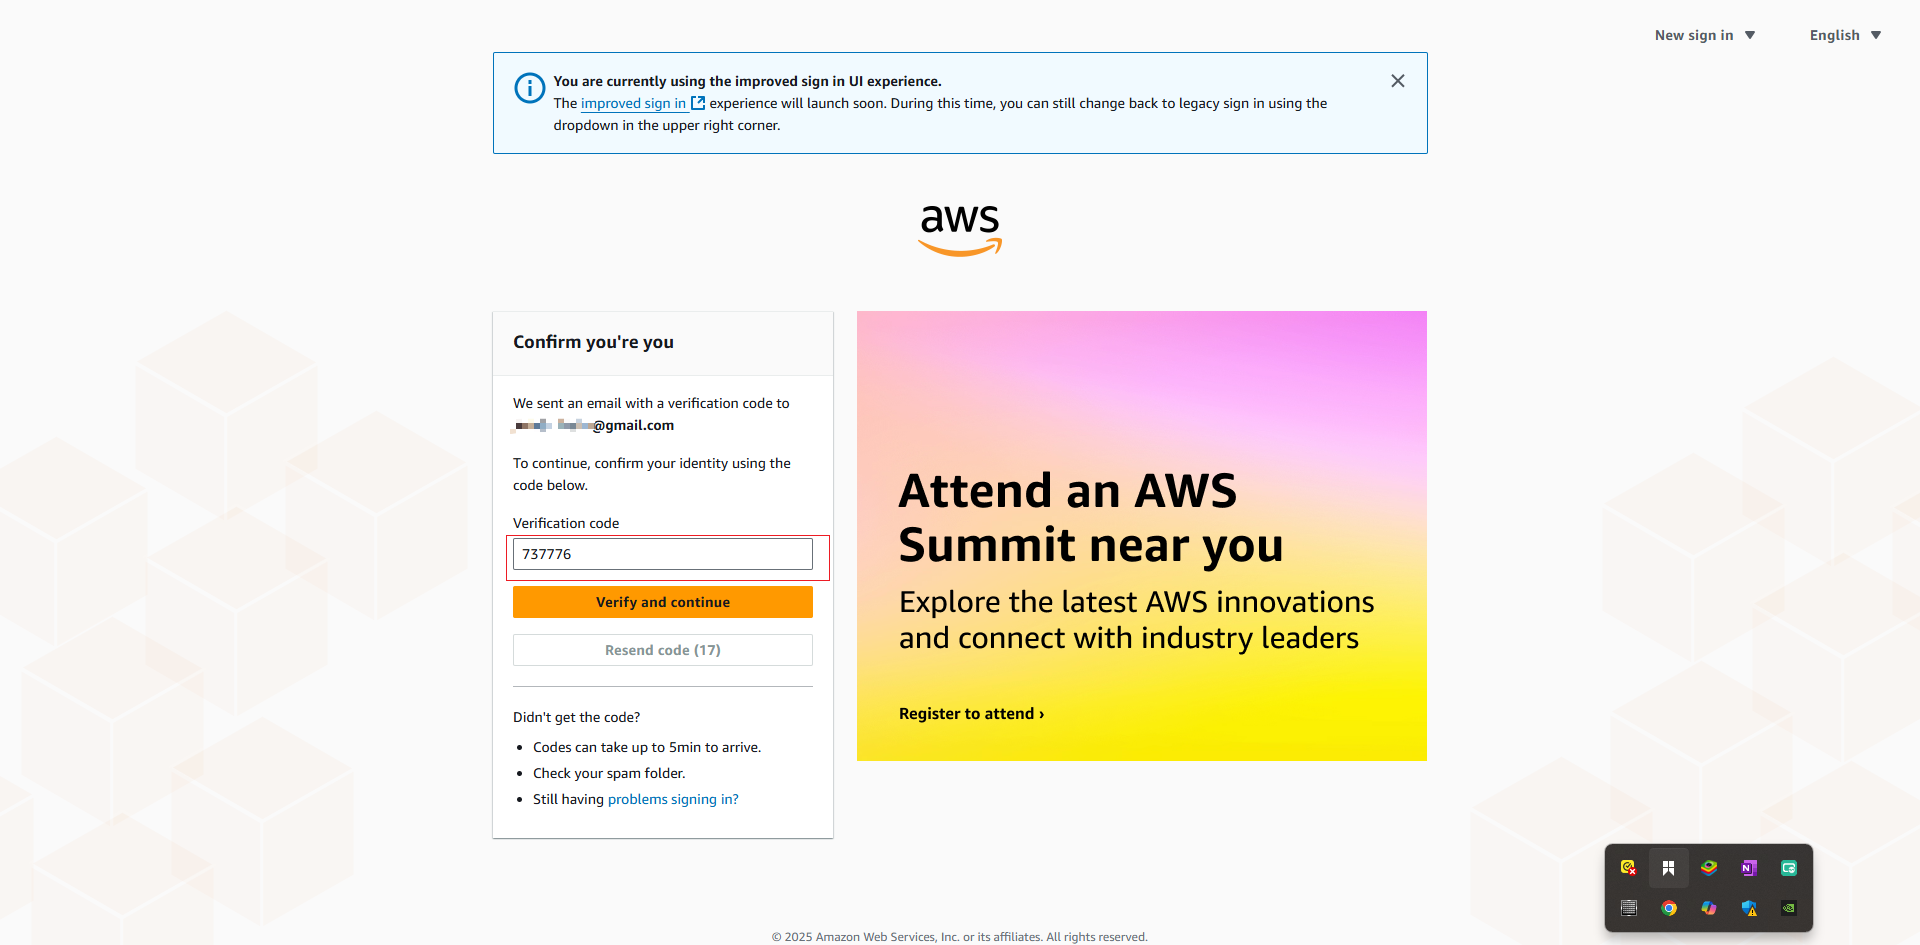 New sign in
English
You are currently using the improved sign in UI experience.
The improved sign in experience will launch soon. During this time, you can still change back to legacy sign in using the
dropdown in the upper right corner.
aws
Confirm you're you
We sent an email with a verification code to
@gmail.com
To continue, confirm your identity using the
code below.
Verification code
737776
Verify and continue
Resend code (17)
Didn't get the code?
• Codes can take up to 5min to arrive.
• Check your spam folder.
• Still having problems signing in?
Attend an AWS
Summit near you
Explore the latest AWS innovations
and connect with industry leaders
Register to attend ›
N
© 2025 Amazon Web Services, Inc. or its affiliates. All rights reserved.